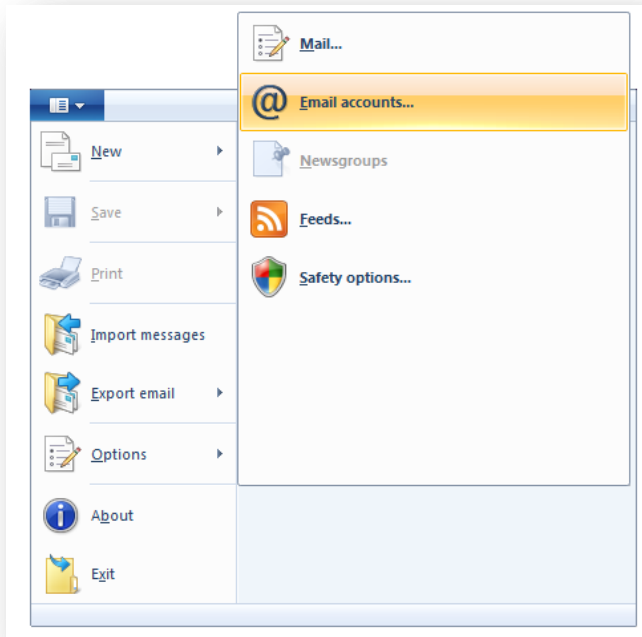 Mail...
Email accounts...
Newsgroups
Feeds...
Safety options...
New
Save
Print
Import messages
Export email
Options
About
Exit